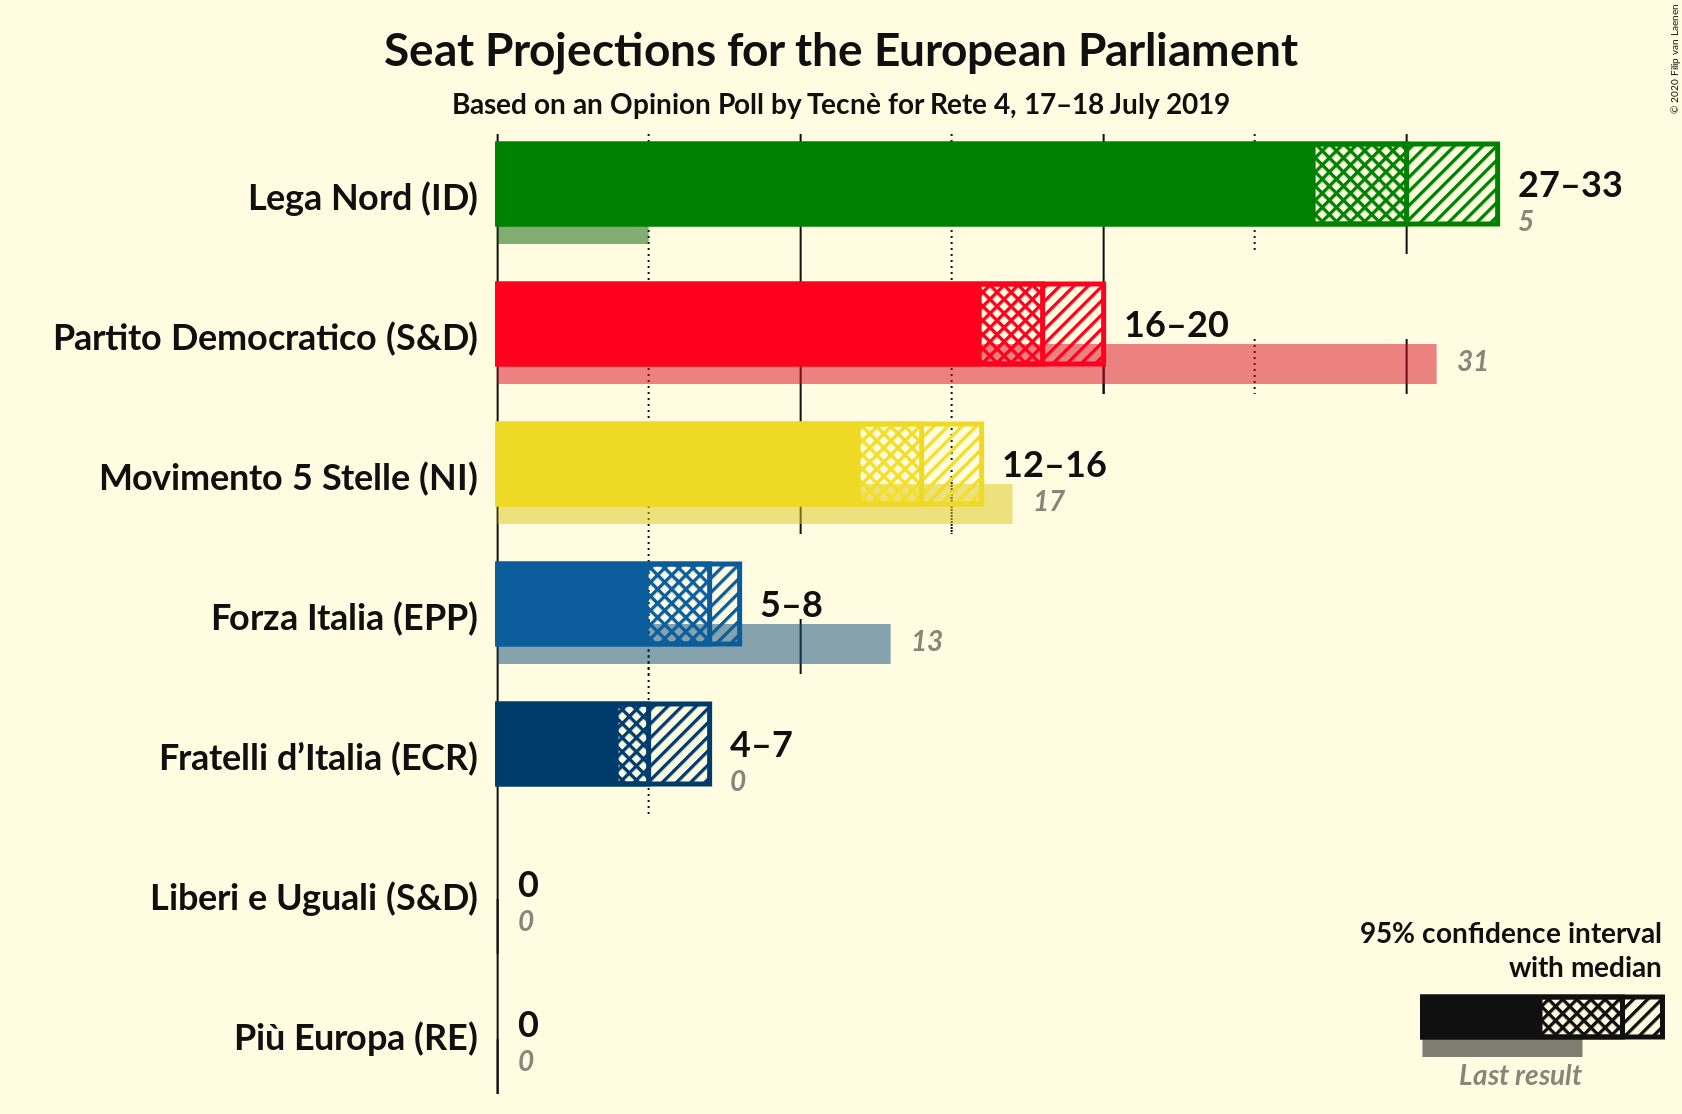 Seat Projections for the European Parliament
Based on an Opinion Poll by Tecnè for Rete 4, 17–18 July 2019
© 2020 Filip van Laenen
Lega Nord (ID)
27–33
5
Partito Democratico (S&D)
16–20
31
Movimento 5 Stelle (NI)
12–16
17
Forza Italia (EPP)
5–8
13
Fratelli d’Italia (ECR)
4–7
0
Liberi e Uguali (S&D)
0
0
Più Europa (RE)
0
0
95% confidence interval
with median
Last result